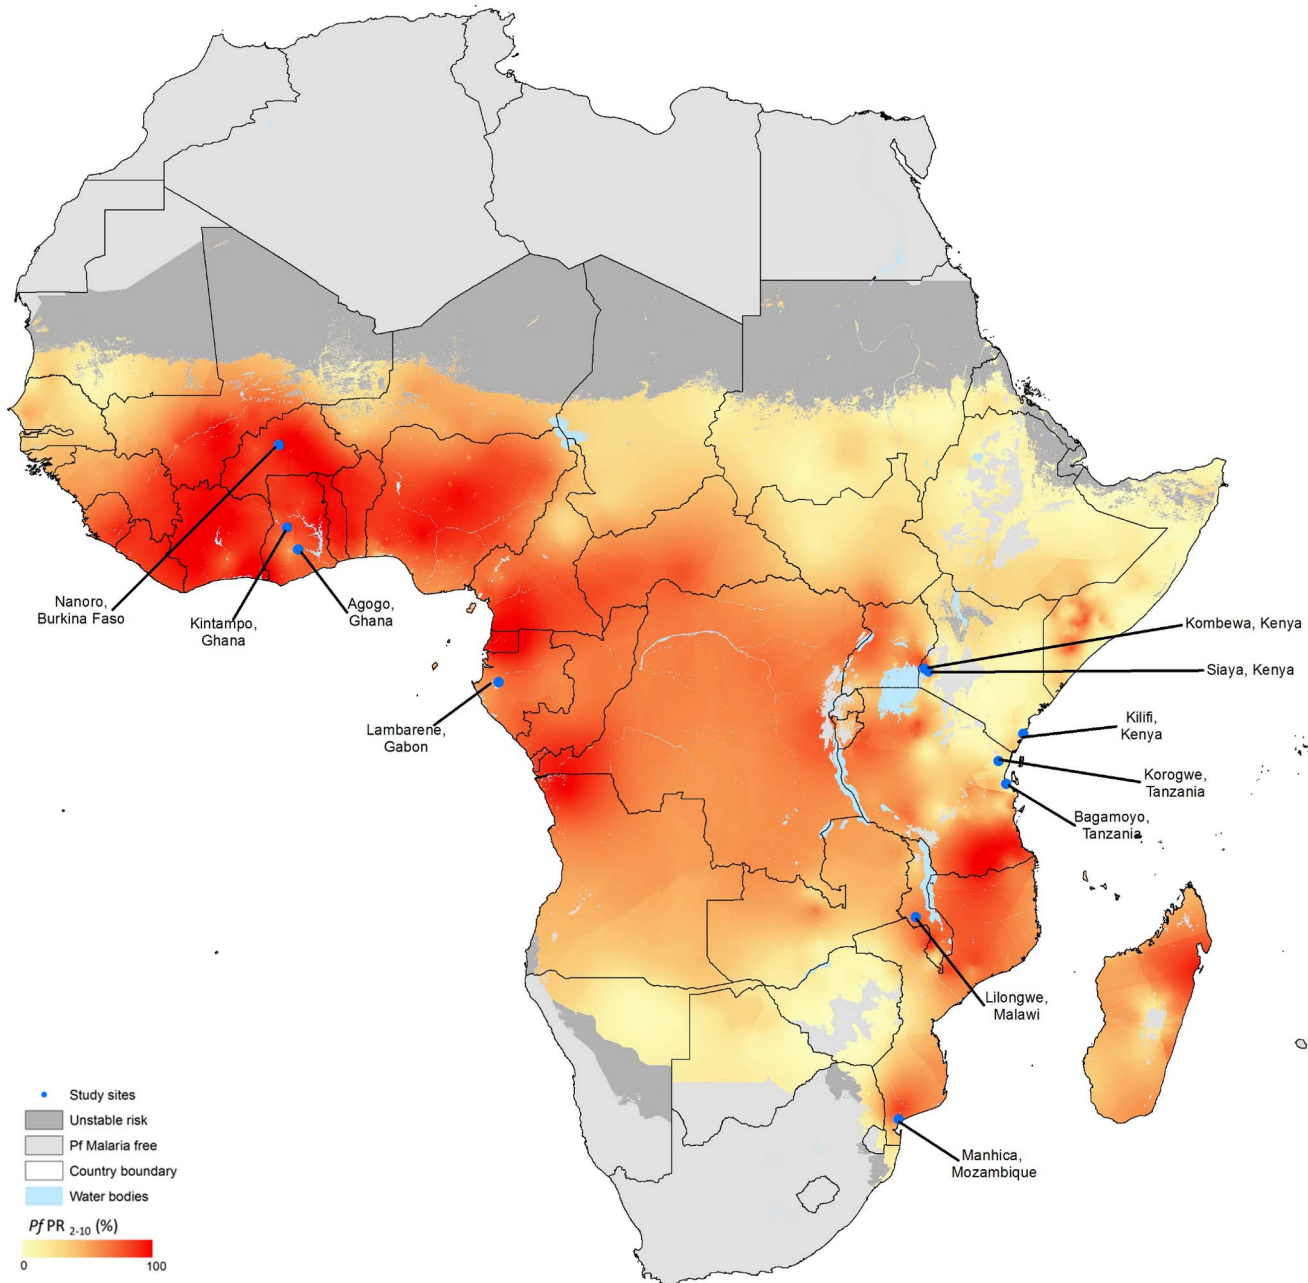 Nanoro,
Burkina Faso
Kintampo,
Ghana
Agogo,
Ghana
Lambarene,
Gabon
Kombewa, Kenya
Siaya, Kenya
Kilifi,
Kenya
Korogwe,
Tanzania
Bagamoyo,
Tanzania
Lilongwe,
Malawi
Manhica,
Mozambique
Study sites
Unstable risk
Pf Malaria free
Country boundary
Water bodies
Pf PR 2-10 (%)
0 100